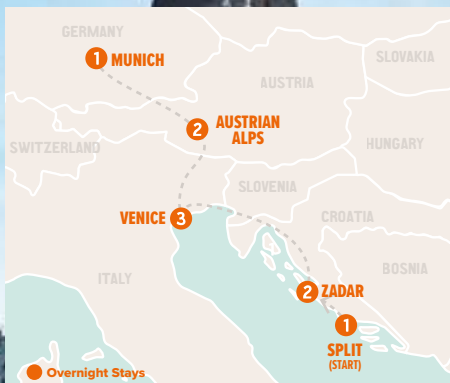 GERMANY
1 MUNICH
SLOVAKIA
AUSTRIA
2 AUSTRIAN
ALPS
SWITZERLAND
HUNGARY
SLOVENIA
VENICE 3
CROATIA
BOSNIA
ITALY
2 ZADAR
1
SPLIT
(START)
Overnight Stays